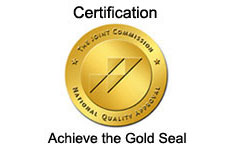 Certification
THE JOINT COMMISSION
NATIONAL QUALITY APPROVAL
Achieve the Gold Seal